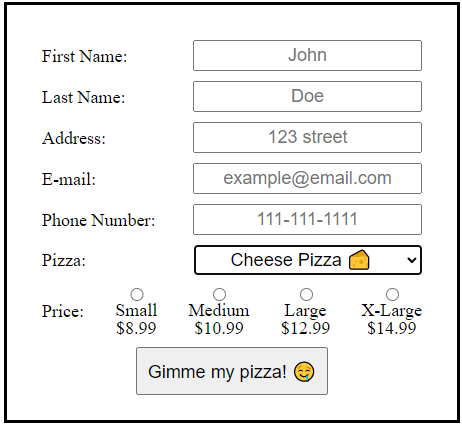 First Name: John
Last Name: Doe
Address: 123 street
E-mail: example@email.com
Phone Number: 111-111-1111
Pizza: Cheese Pizza 🧀
Price: Small Medium Large X-Large
$8.99 $10.99 $12.99 $14.99
Gimme my pizza! 😋